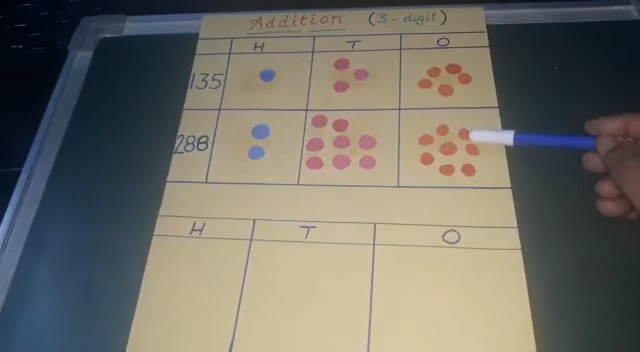 Addition (3-digit)
H T O
135
288
H T O